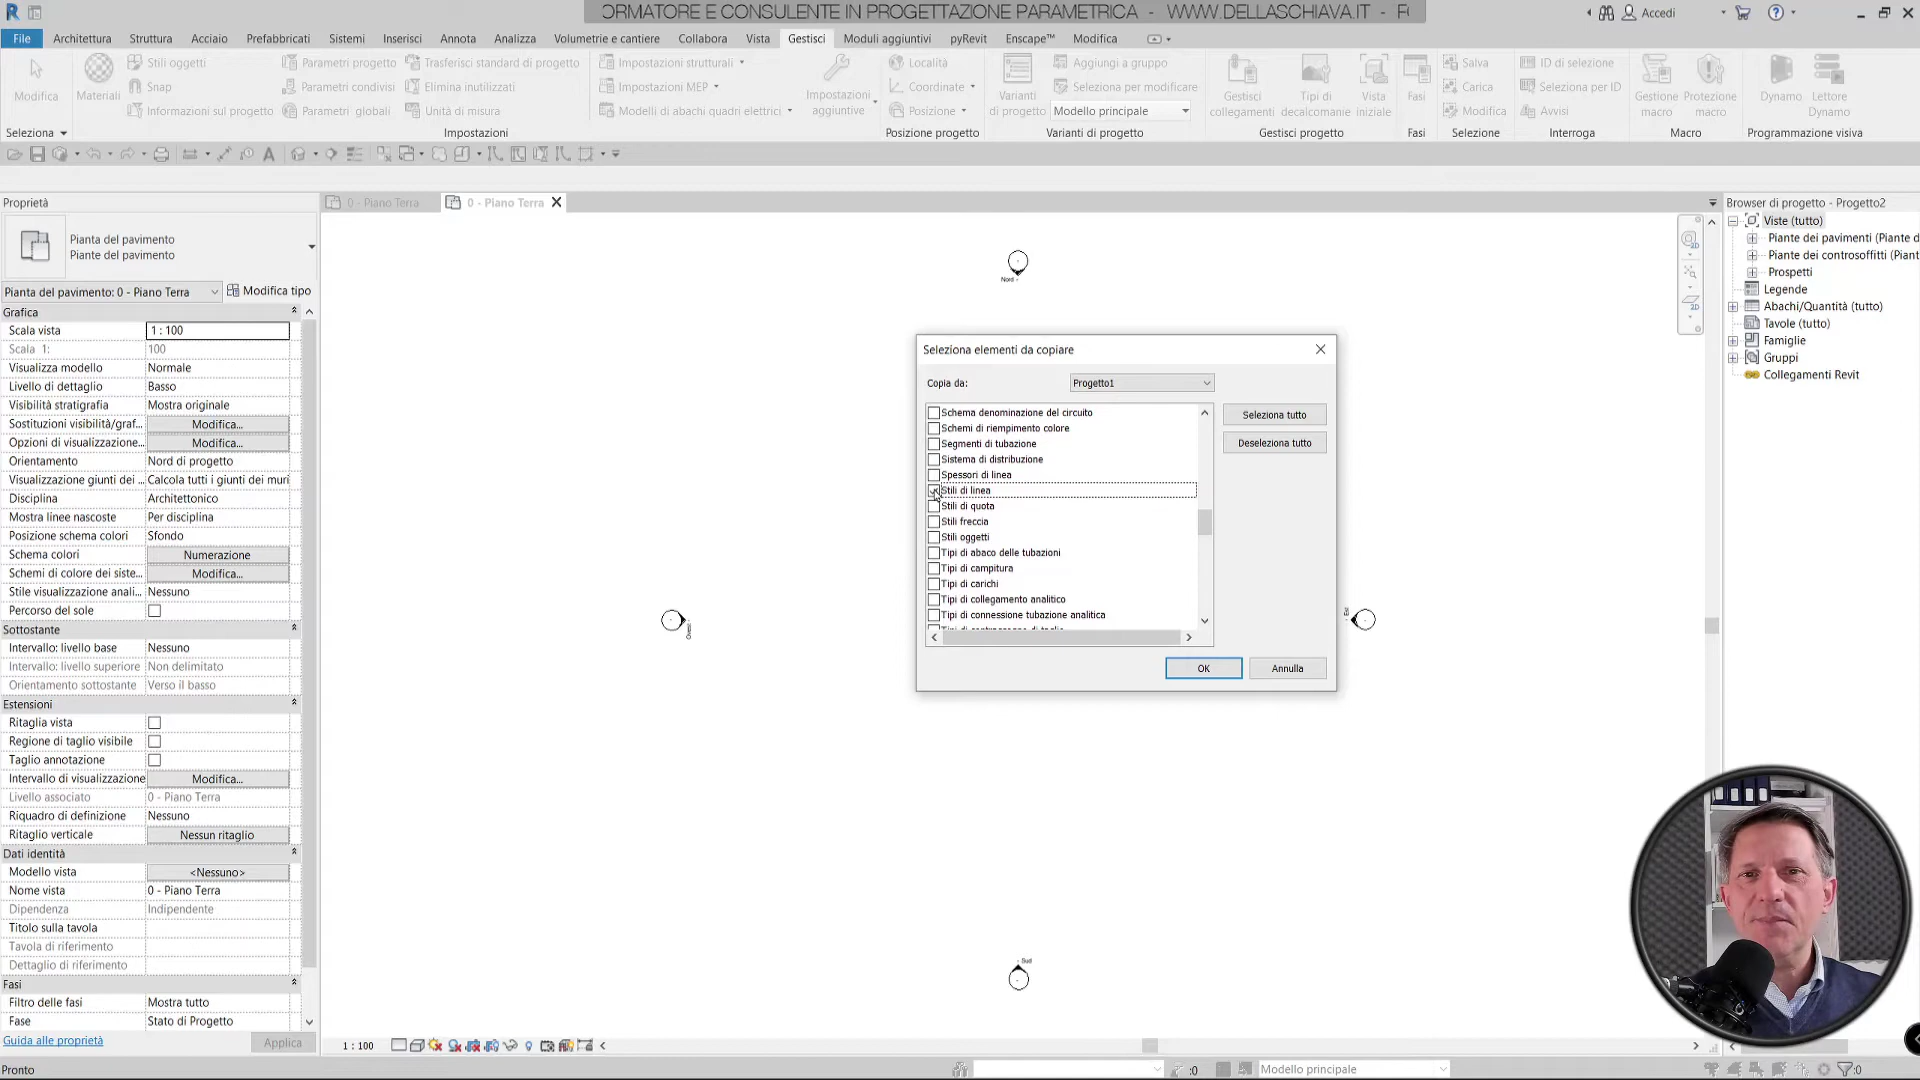 ORMATORE E CONSULENTE IN PROGETTAZIONE PARAMETRICA - WWW.DELLASCHIAVA.IT - F
Accedi
File Architettura Struttura Acciaio Prefabbricati Sistemi Inserisci Annota Analizza Volumetrie e cantiere Collabora Vista Gestisci Moduli aggiuntivi pyRevit Enscape™ Modifica
Modifica
Materiali
Stili oggetti
Snap
Informazioni sul progetto
Parametri progetto
Parametri condivisi
Parametri globali
Trasferisci standard di progetto
Elimina inutilizzati
Unità di misura
Impostazioni strutturali
Impostazioni MEP
Modelli di abachi quadri elettrici
Impostazioni aggiuntive
Località
Coordinate
Posizione
Varianti di progetto
Aggiungi a gruppo
Seleziona per modificare
Modello principale
Gestisci collegamenti
Tipi di decalcomanie
Vista iniziale
Fasi
Salva
Carica
Modifica
ID di selezione
Seleziona per ID
Avvisi
Gestione macro
Protezione macro
Dynamo
Lettore Dynamo
Seleziona Impostazioni Posizione progetto Varianti di progetto Gestisci progetto Fasi Selezione Interroga Macro Programmazione visiva
Proprietà
0 - Piano Terra
0 - Piano Terra
Pianta del pavimento
Piante del pavimento
Pianta del pavimento: 0 - Piano Terra Modifica tipo
Grafica
Scala vista 1 : 100
Scala 1: 100
Visualizza modello Normale
Livello di dettaglio Basso
Visibilità stratigrafia Mostra originale
Sostituzioni visibilità/graf... Modifica...
Opzioni di visualizzazione... Modifica...
Orientamento Nord di progetto
Visualizzazione giunti dei ... Calcola tutti i giunti dei muri
Disciplina Architettonico
Mostra linee nascoste Per disciplina
Posizione schema colori Sfondo
Schema colori Numerazione
Schemi di colore dei siste... Modifica...
Stile visualizzazione anali... Nessuno
Percorso del sole
Sottostante
Intervallo: livello base Nessuno
Intervallo: livello superiore Non delimitato
Orientamento sottostante Verso il basso
Estensioni
Ritaglia vista
Regione di taglio visibile
Taglio annotazione
Intervallo di visualizzazione Modifica...
Livello associato 0 - Piano Terra
Riquadro di definizione Nessuno
Ritaglio verticale Nessun ritaglio
Dati identità
Modello vista <Nessuno>
Nome vista 0 - Piano Terra
Dipendenza Indipendente
Titolo sulla tavola
Tavola di riferimento
Dettaglio di riferimento
Fasi
Filtro delle fasi Mostra tutto
Fase Stato di Progetto
Guida alle proprietà Applica
Pronto
Nord
Ovest
Est
Sud
Seleziona elementi da copiare
Copia da: Progetto1
Schema denominazione del circuito
Schemi di riempimento colore
Segmenti di tubazione
Sistema di distribuzione
Spessori di linea
Stili di linea
Stili di quota
Stili freccia
Stili oggetti
Tipi di abaco delle tubazioni
Tipi di campitura
Tipi di carichi
Tipi di collegamento analitico
Tipi di connessione tubazione analitica
Seleziona tutto
Deseleziona tutto
OK Annulla
Browser di progetto - Progetto2
Viste (tutto)
Piante dei pavimenti (Piante d
Piante dei controsoffitti (Piant
Prospetti
Legende
Abachi/Quantità (tutto)
Tavole (tutto)
Famiglie
Gruppi
Collegamenti Revit
1 : 100
:0
Modello principale
:0